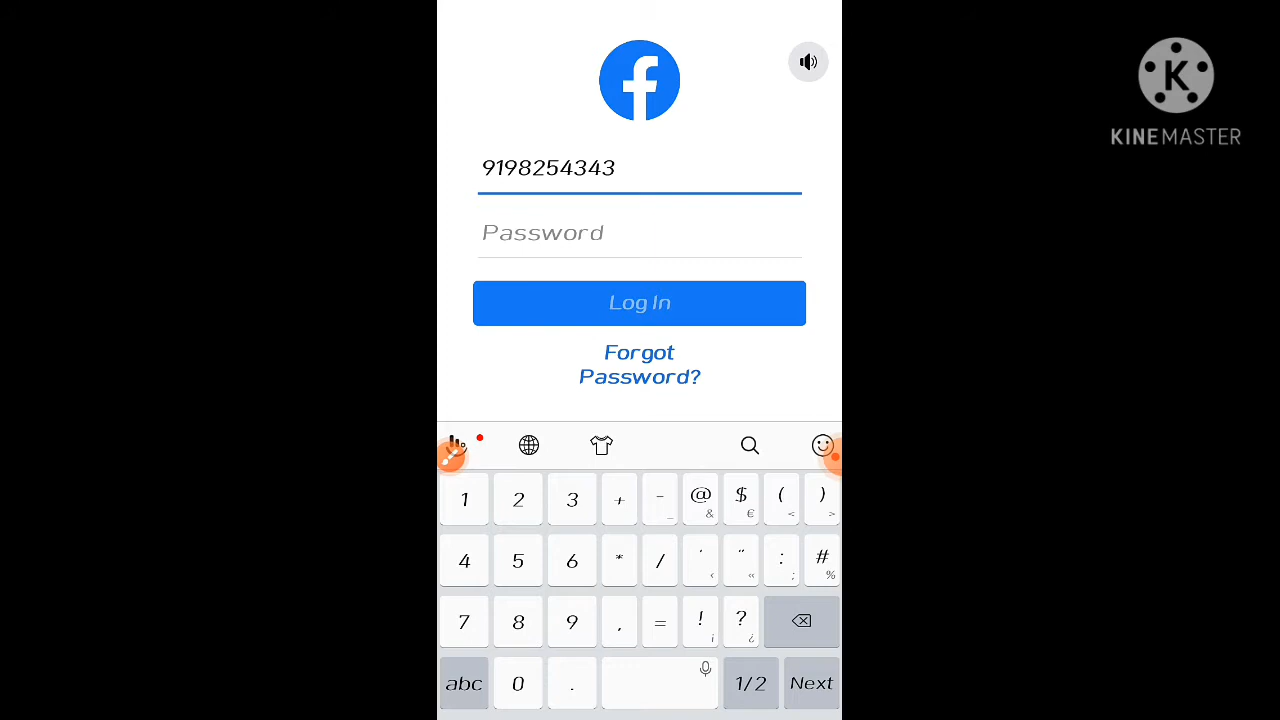 K
KINEMASTER
f
9198254343
Password
Log In
Forgot
Password?
1 2 3 + - _ @ & $ € ( < ) >
4 5 6 * / ' ‹ " « : ; # %
7 8 9 , = ! ¡ ? ¿
abc 0 . 1/2 Next